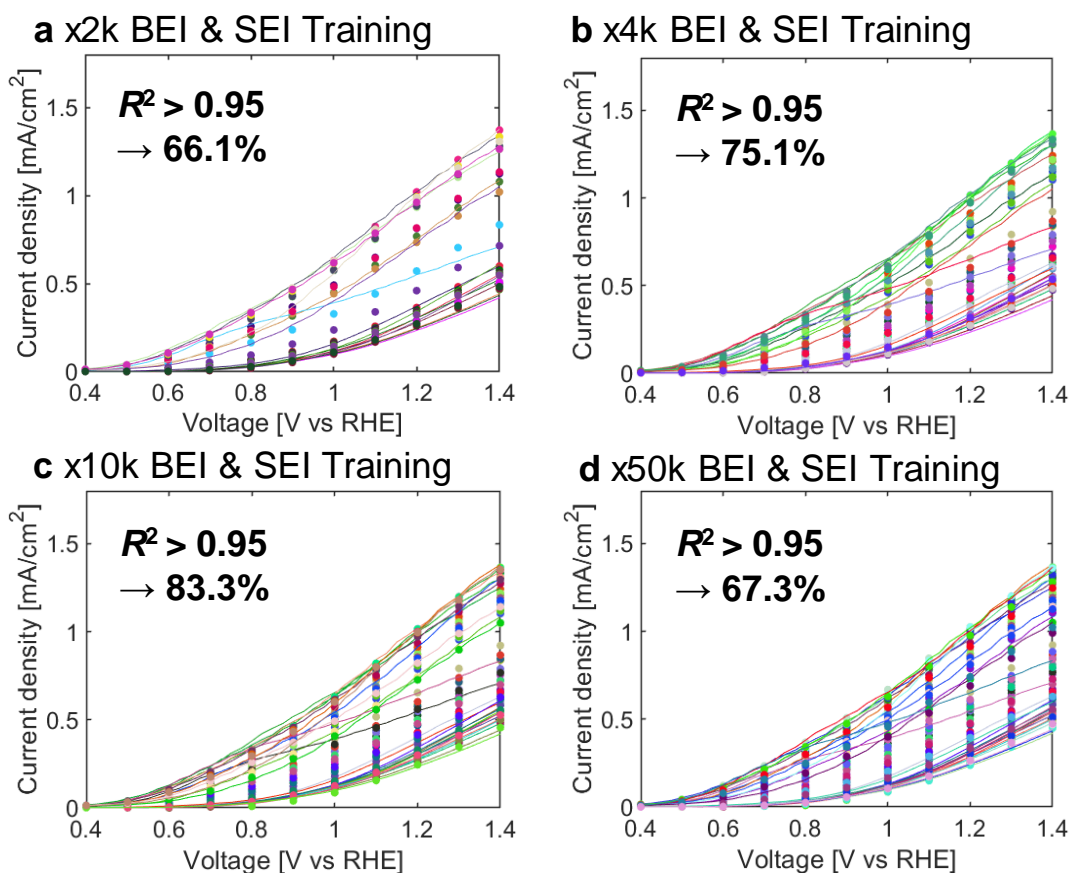 a x2k BEI & SEI Training
R² > 0.95
→ 66.1%
Current density [mA/cm²]
1.5
1
0.5
0
0.4 0.6 0.8 1 1.2 1.4
Voltage [V vs RHE]
b x4k BEI & SEI Training
R² > 0.95
→ 75.1%
Current density [mA/cm²]
1.5
1
0.5
0
0.4 0.6 0.8 1 1.2 1.4
Voltage [V vs RHE]
c x10k BEI & SEI Training
R² > 0.95
→ 83.3%
Current density [mA/cm²]
1.5
1
0.5
0
0.4 0.6 0.8 1 1.2 1.4
Voltage [V vs RHE]
d x50k BEI & SEI Training
R² > 0.95
→ 67.3%
Current density [mA/cm²]
1.5
1
0.5
0
0.4 0.6 0.8 1 1.2 1.4
Voltage [V vs RHE]